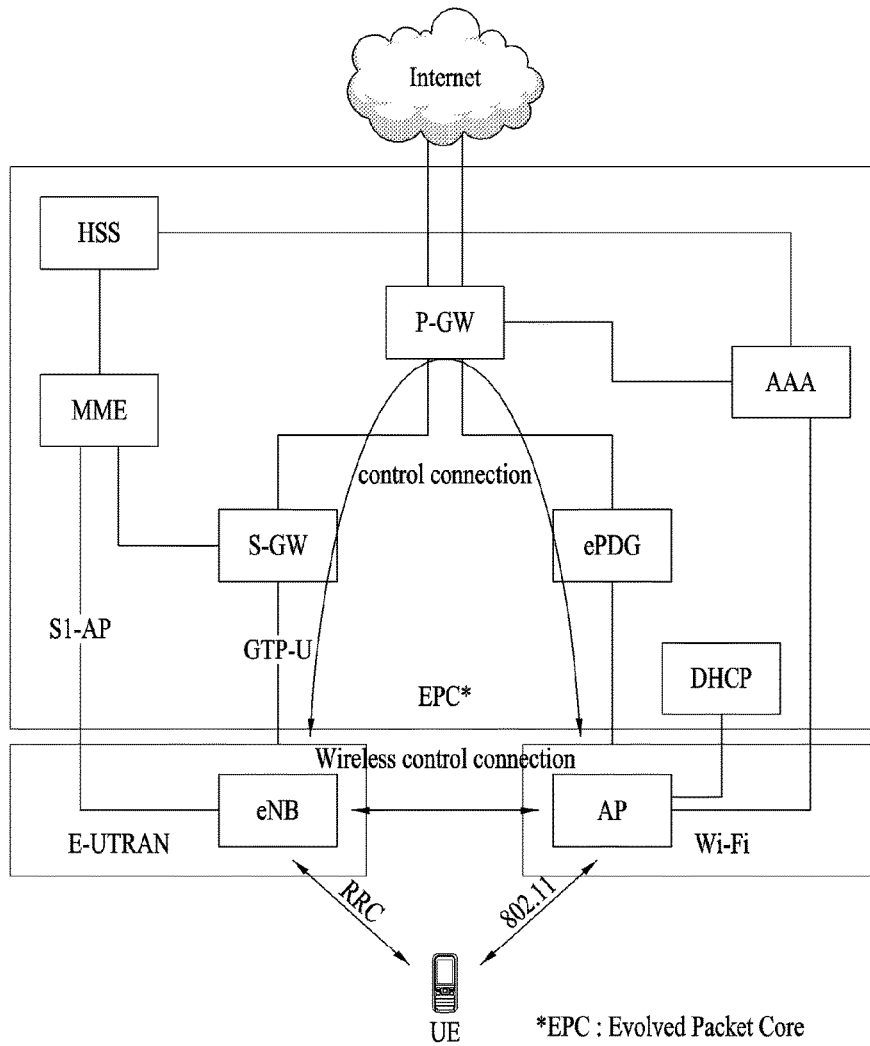 Internet
HSS
P-GW
AAA
MME
control connection
S-GW
ePDG
S1-AP
GTP-U
DHCP
EPC*
Wireless control connection
eNB
AP
E-UTRAN
Wi-Fi
RRC
802.11
UE
*EPC : Evolved Packet Core